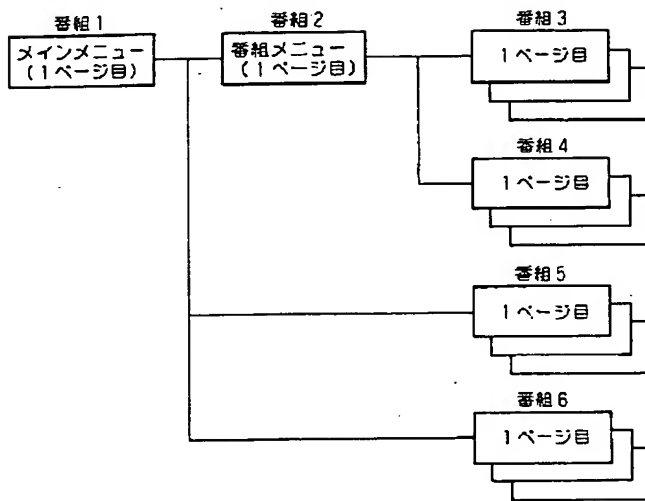 番組1
メインメニュー
(1ページ目)
番組2
番組メニュー
(1ページ目)
番組3
1ページ目
番組4
1ページ目
番組5
1ページ目
番組6
1ページ目